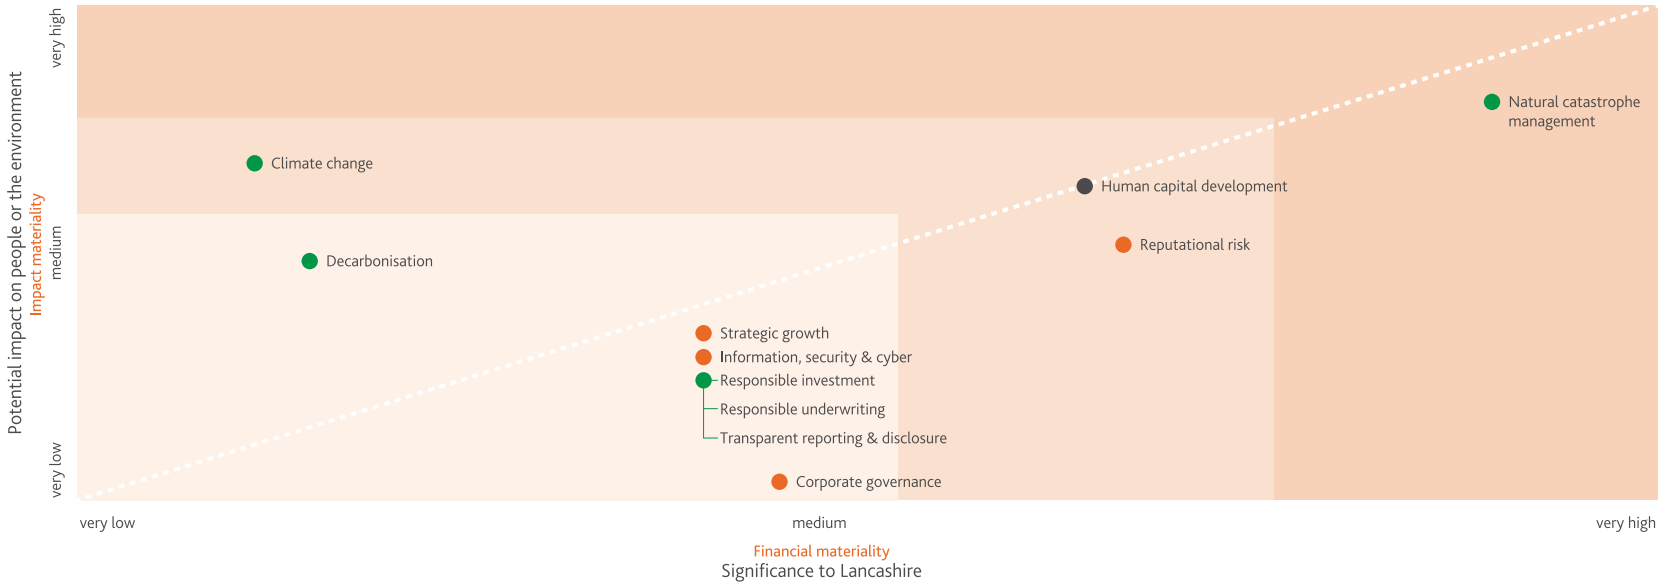 very high
Potential impact on people or the environment
Impact materiality
medium
very low
Natural catastrophe
management
Climate change
Human capital development
Reputational risk
Decarbonisation
Strategic growth
Information, security & cyber
Responsible investment
Responsible underwriting
Transparent reporting & disclosure
Corporate governance
very low
medium
very high
Financial materiality
Significance to Lancashire